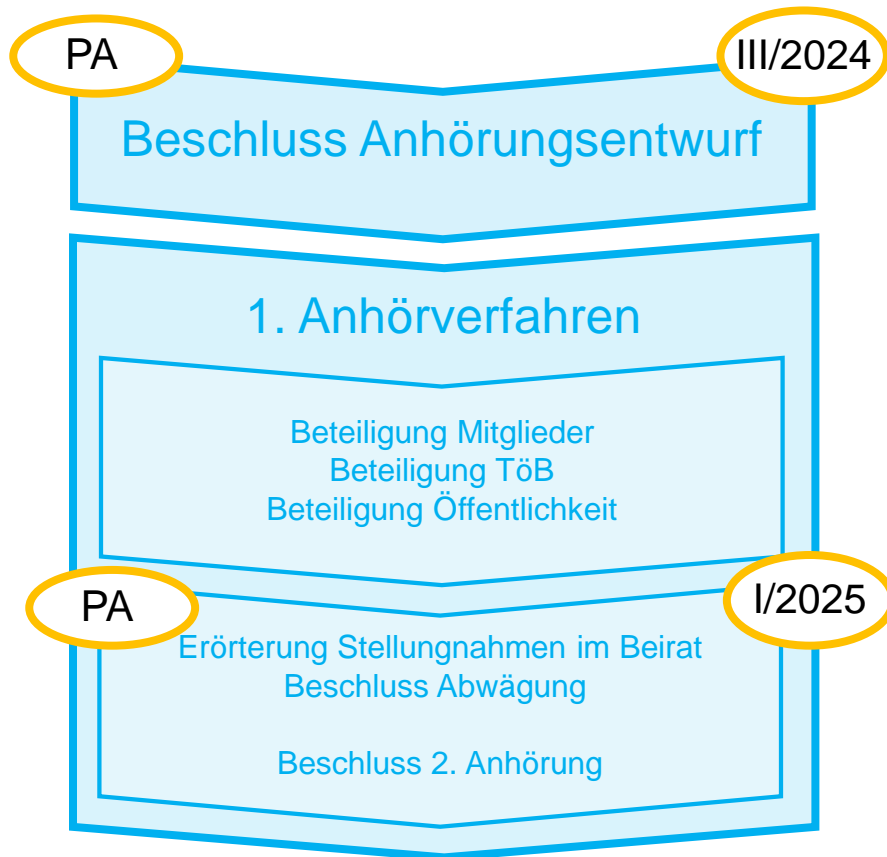 PA
III/2024
Beschluss Anhörungsentwurf
1. Anhörverfahren
Beteiligung Mitglieder
Beteiligung TöB
Beteiligung Öffentlichkeit
PA
I/2025
Erörterung Stellungnahmen im Beirat
Beschluss Abwägung
Beschluss 2. Anhörung